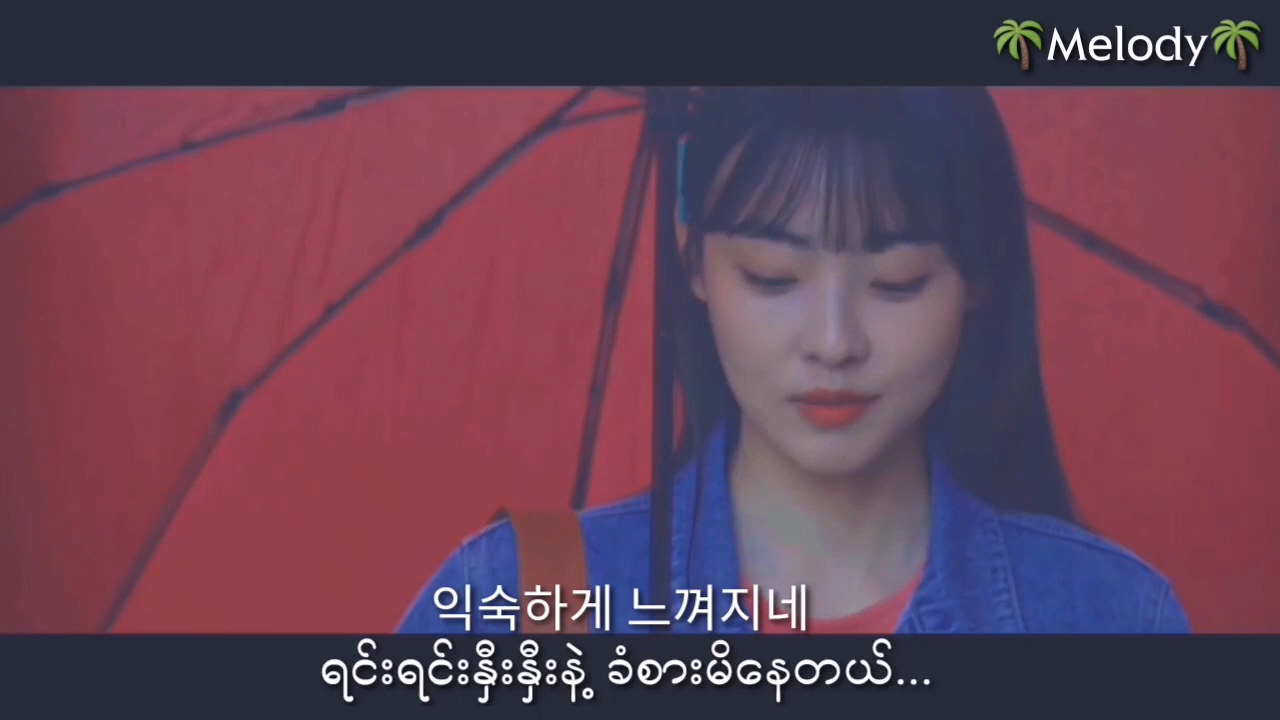 🌴Melody🌴
익숙하게 느껴지네
ရင်းရင်းနှီးနှီးနဲ့ ခံစားမိနေတယ်...